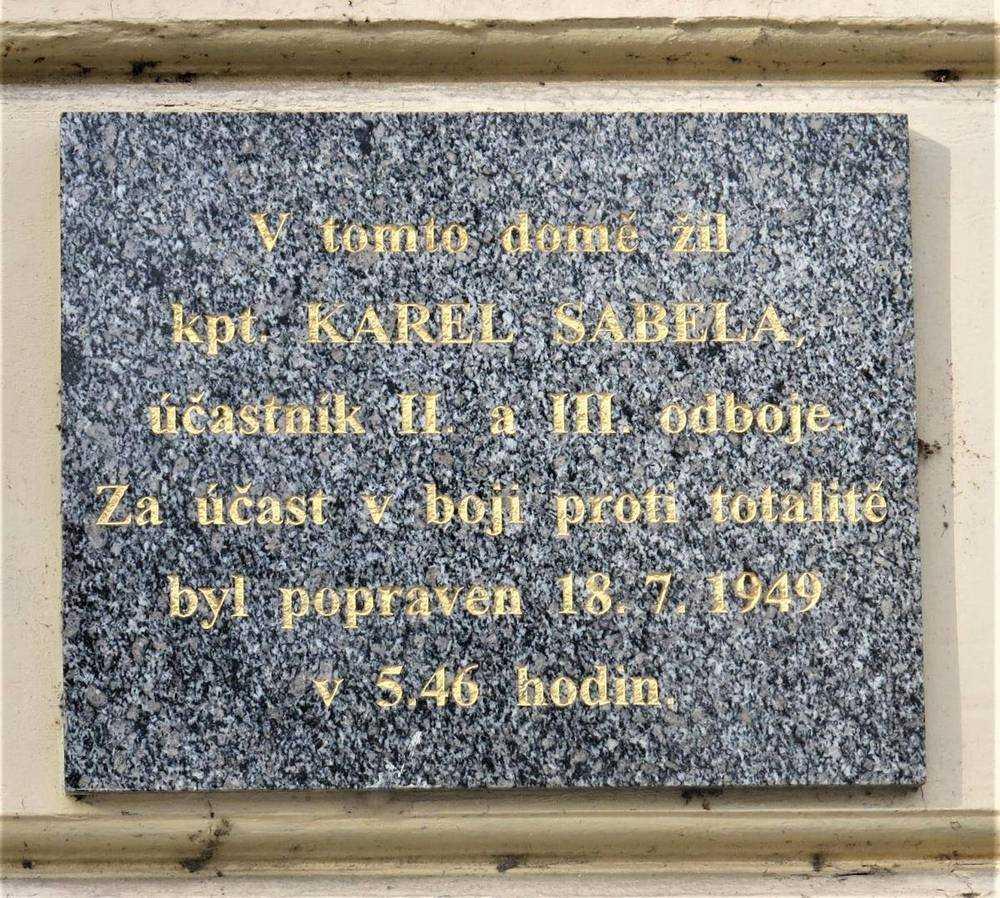 V tomto domě žil
kpt. KAREL SABELA,
účastník II. a III. odboje.
Za účast v boji proti totalitě
byl popraven 18. 7. 1949
v 5.46 hodin.